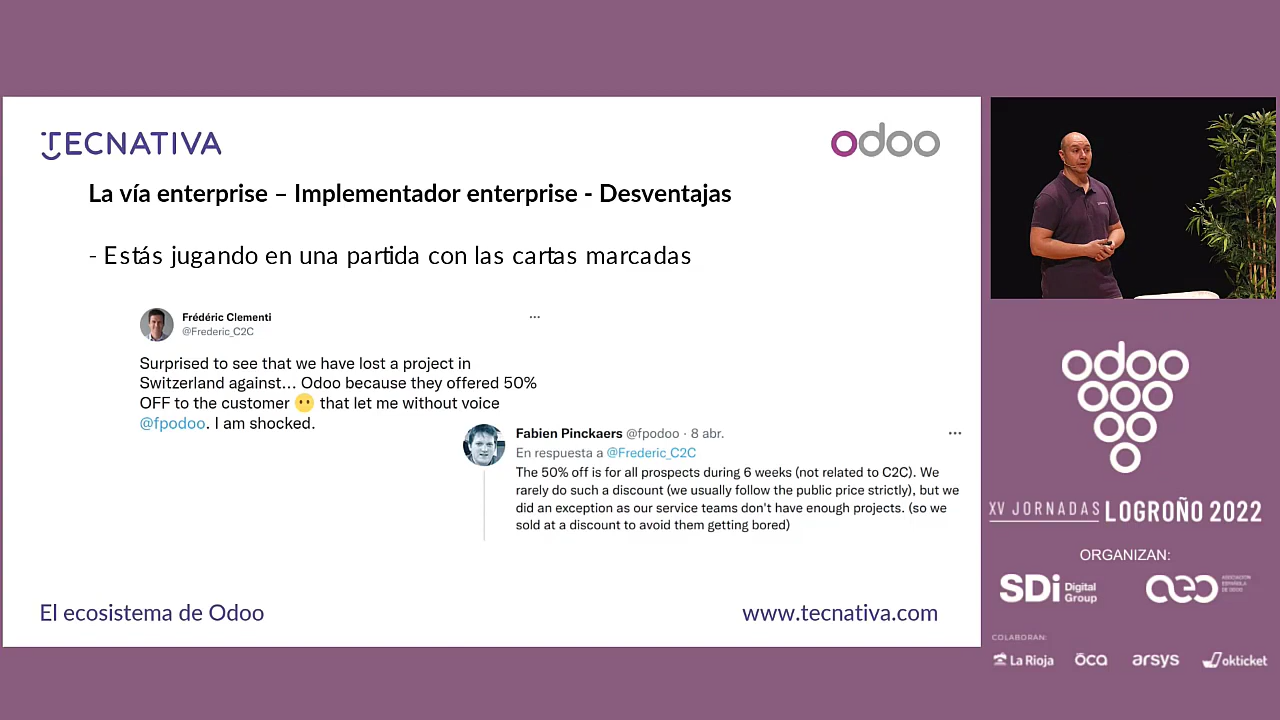 TECNATIVA
odoo
La vía enterprise – Implementador enterprise - Desventajas
- Estás jugando en una partida con las cartas marcadas
Frédéric Clementi
@Frederic_C2C
Surprised to see that we have lost a project in
Switzerland against... Odoo because they offered 50%
OFF to the customer 😶 that let me without voice
@fpodoo. I am shocked.
Fabien Pinckaers @fpodoo · 8 abr.
En respuesta a @Frederic_C2C
The 50% off is for all prospects during 6 weeks (not related to C2C). We
rarely do such a discount (we usually follow the public price strictly), but we
did an exception as our service teams don't have enough projects. (so we
sold at a discount to avoid them getting bored)
El ecosistema de Odoo
www.tecnativa.com
odoo
XV JORNADAS LOGROÑO 2022
ORGANIZAN:
SDi Digital
Group
aeo ASOCIACIÓN
ESPAÑOLA
DE ODOO
COLABORAN:
La Rioja
ōca
arsys
okticket